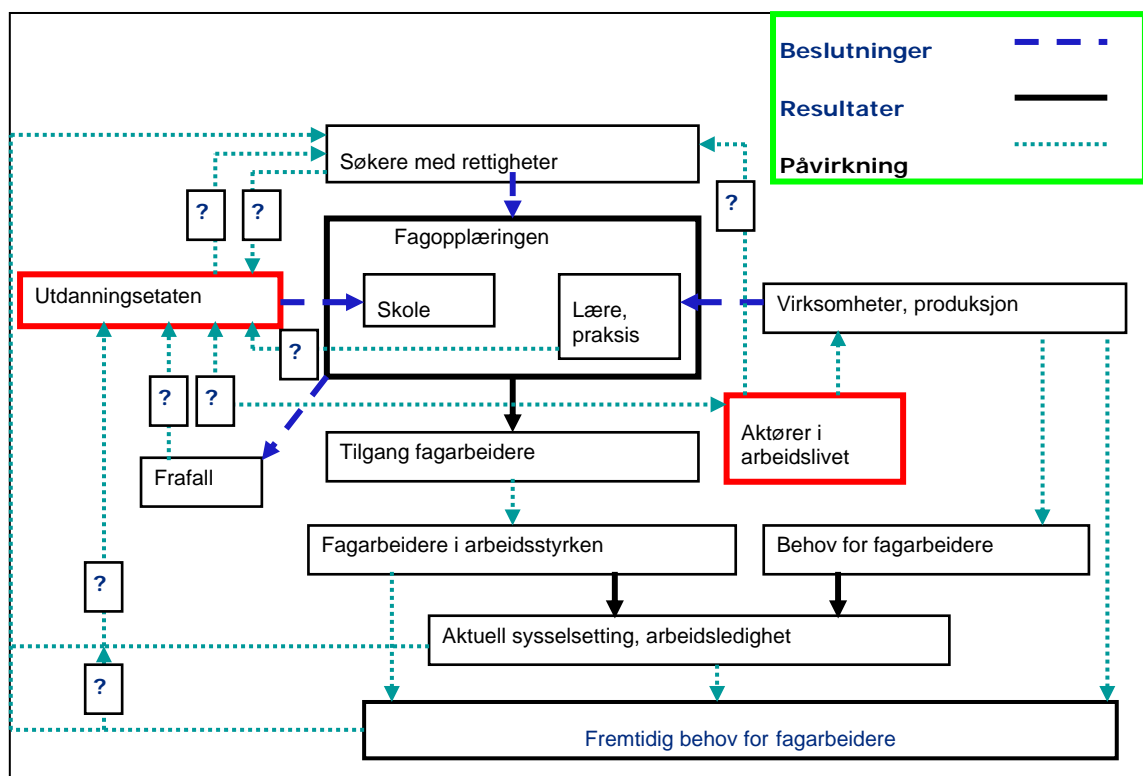 Beslutninger
Resultater
Påvirkning
Søkere med rettigheter
?
?
?
Fagopplæringen
Utdanningsetaten
Skole
Lære,
praksis
Virksomheter, produksjon
?
?
?
Aktører i
arbeidslivet
Tilgang fagarbeidere
Frafall
Fagarbeidere i arbeidsstyrken
Behov for fagarbeidere
?
Aktuell sysselsetting, arbeidsledighet
?
Fremtidig behov for fagarbeidere